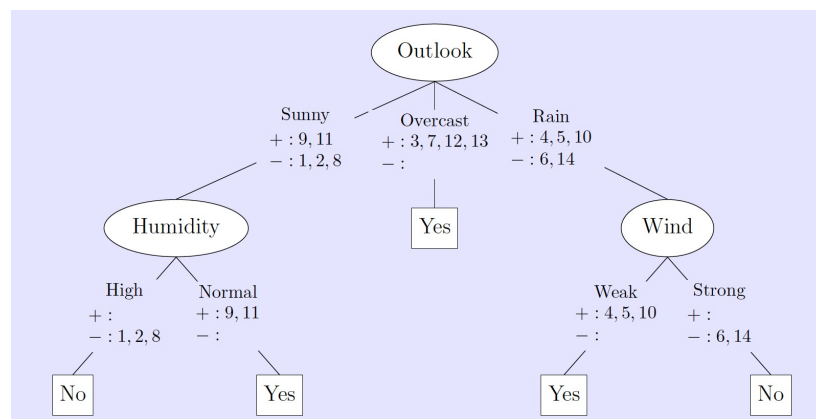 Outlook
Sunny
+ : 9, 11
− : 1, 2, 8
Overcast
+ : 3, 7, 12, 13
− :
Rain
+ : 4, 5, 10
− : 6, 14
Humidity
Yes
Wind
High
+ :
− : 1, 2, 8
Normal
+ : 9, 11
− :
Weak
+ : 4, 5, 10
− :
Strong
+ :
− : 6, 14
No
Yes
Yes
No